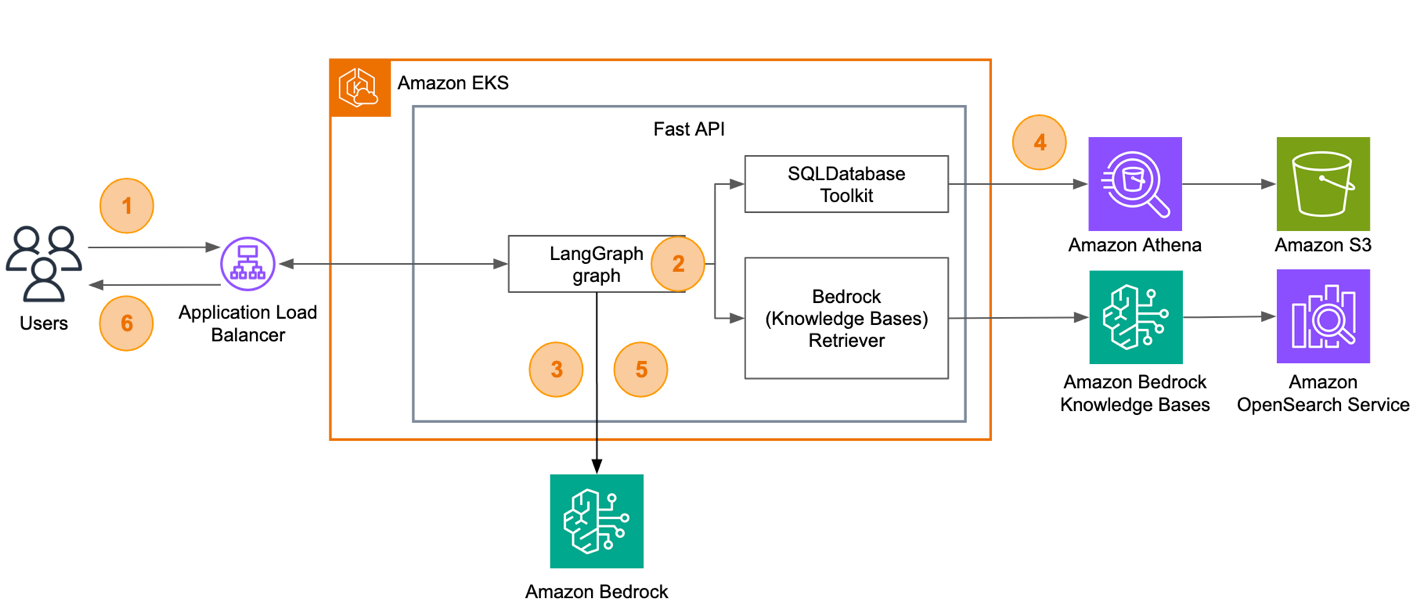 Amazon EKS
Fast API
1
Users
6
Application Load
Balancer
LangGraph
graph
2
3
5
SQLDatabase
Toolkit
Bedrock
(Knowledge Bases)
Retriever
4
Amazon Athena
Amazon S3
Amazon Bedrock
Knowledge Bases
Amazon
OpenSearch Service
Amazon Bedrock